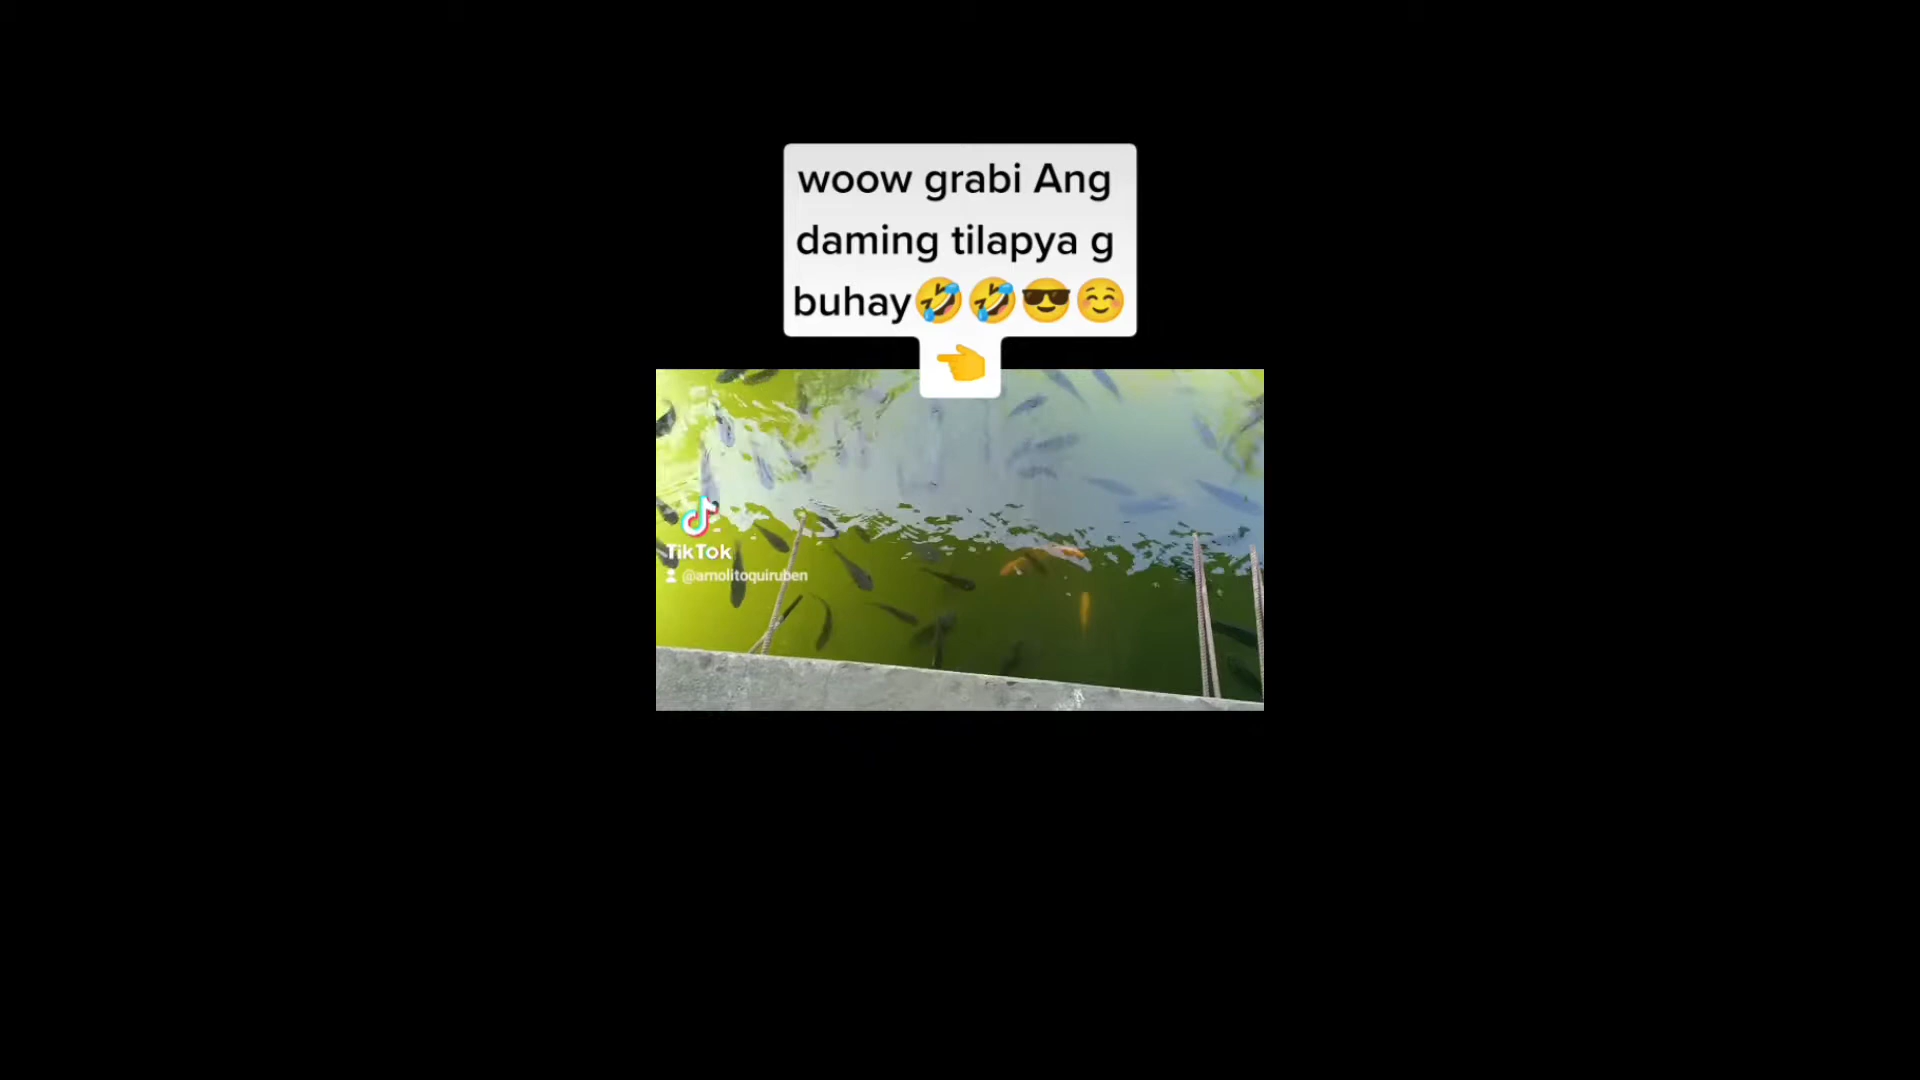 woow grabi Ang
daming tilapya g
buhay🤣🤣😎☺️
👈
TikTok
@arnolitoquiruben